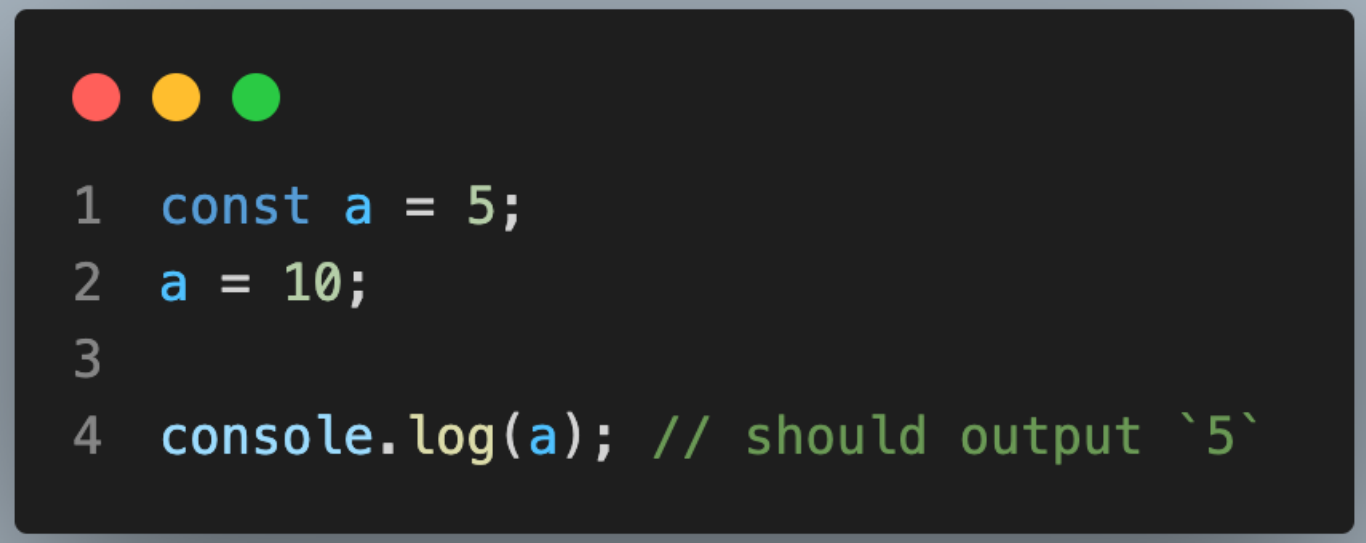 1 const a = 5;
2 a = 10;
3
4 console.log(a); // should output `5`